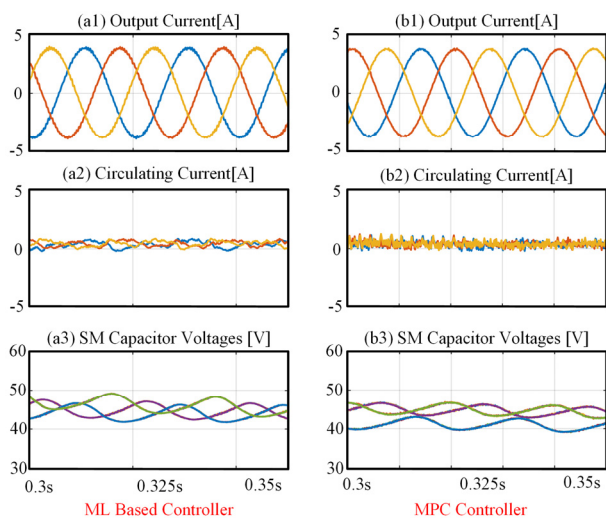 (a1) Output Current[A]
5
0
-5
(a2) Circulating Current[A]
5
0
-5
(a3) SM Capacitor Voltages [V]
60
50
40
30
0.3s 0.325s 0.35s
ML Based Controller
(b1) Output Current[A]
5
0
-5
(b2) Circulating Current[A]
5
0
-5
(b3) SM Capacitor Voltages [V]
60
50
40
30
0.3s 0.325s 0.35s
MPC Controller